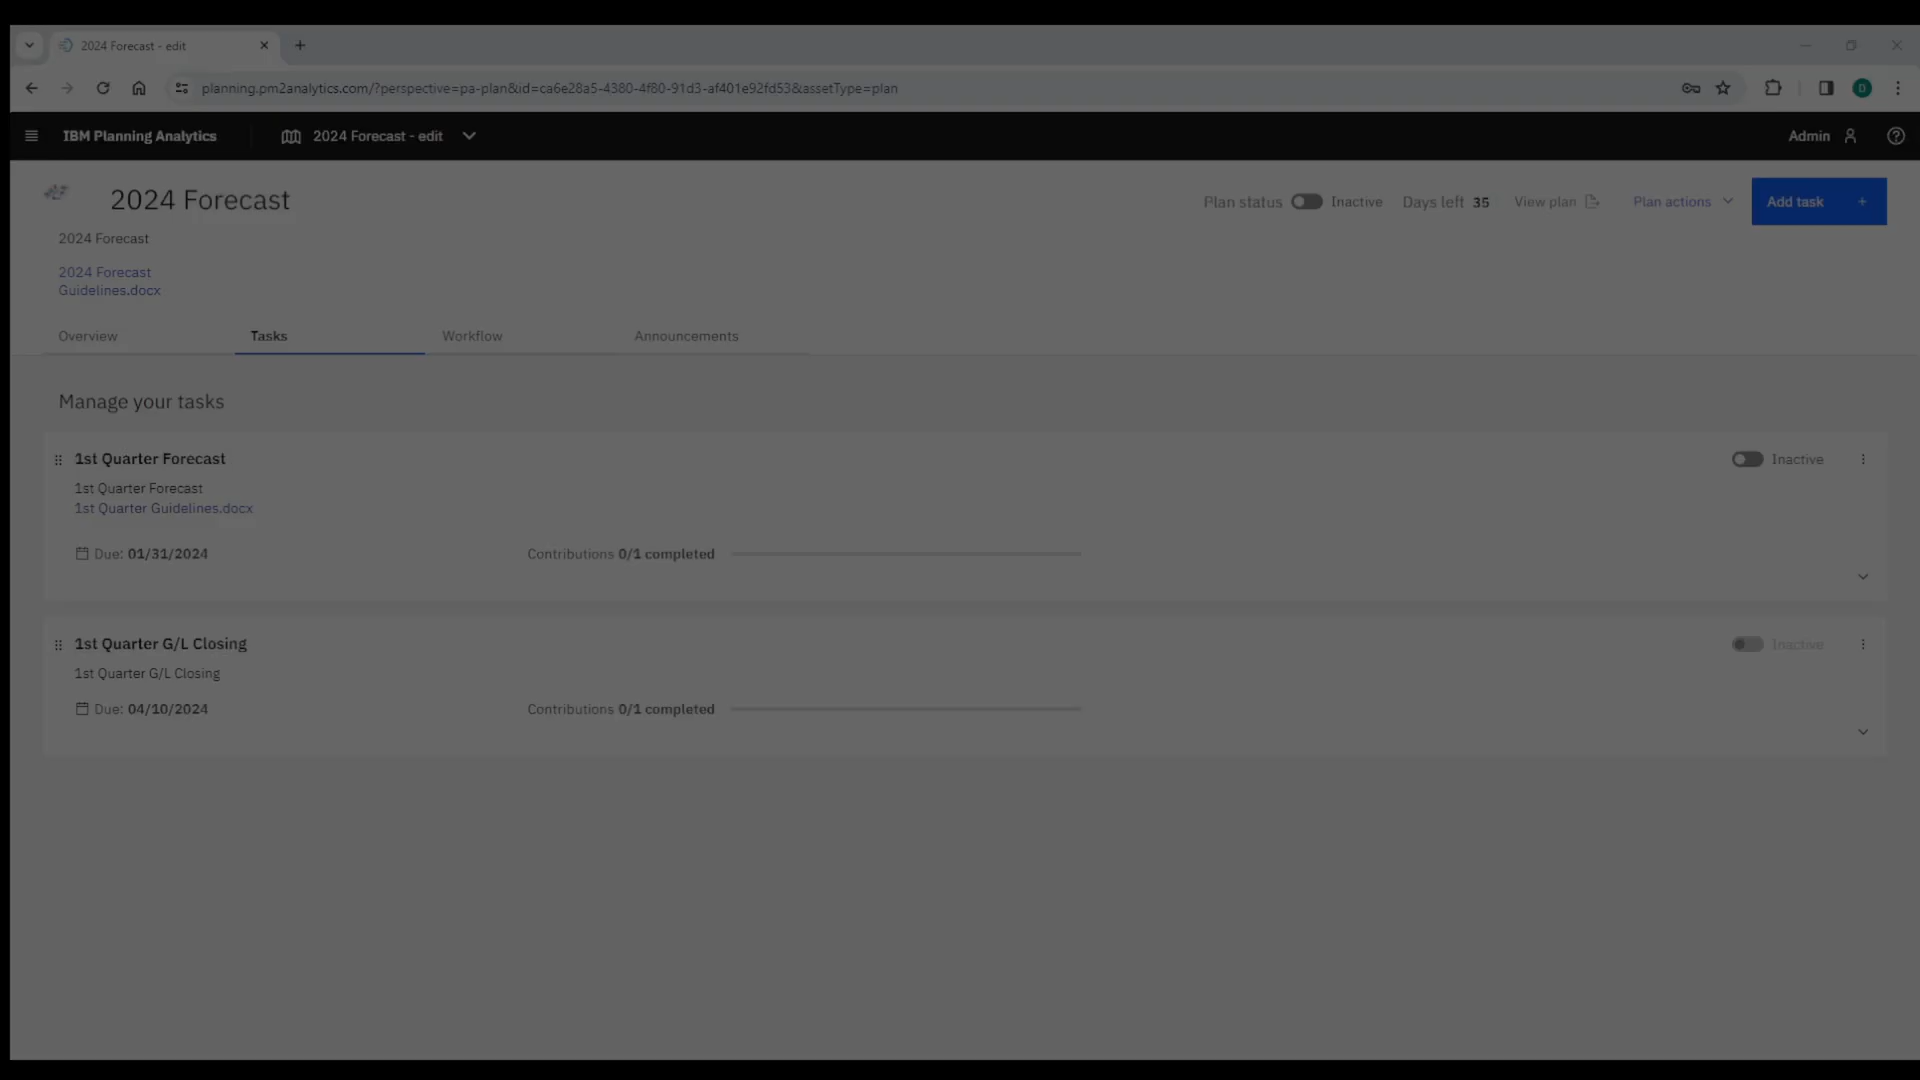 2024 Forecast - edit
planning.pm2analytics.com/?perspective=pa-plan&id=ca6e28a5-4380-4f80-91d3-af401e92fd53&assetType=plan
D
IBM Planning Analytics
2024 Forecast - edit
Admin
2024 Forecast
Plan status Inactive Days left 35 View plan Plan actions Add task +
2024 Forecast
2024 Forecast
Guidelines.docx
Overview Tasks Workflow Announcements
Manage your tasks
1st Quarter Forecast
Inactive
1st Quarter Forecast
1st Quarter Guidelines.docx
Due: 01/31/2024
Contributions 0/1 completed
1st Quarter G/L Closing
Inactive
1st Quarter G/L Closing
Due: 04/10/2024
Contributions 0/1 completed